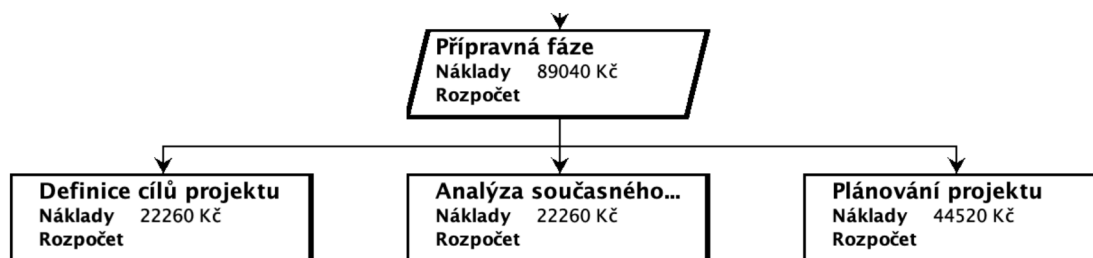 Přípravná fáze
Náklady 89040 Kč
Rozpočet
Definice cílů projektu
Náklady 22260 Kč
Rozpočet
Analýza současného...
Náklady 22260 Kč
Rozpočet
Plánování projektu
Náklady 44520 Kč
Rozpočet